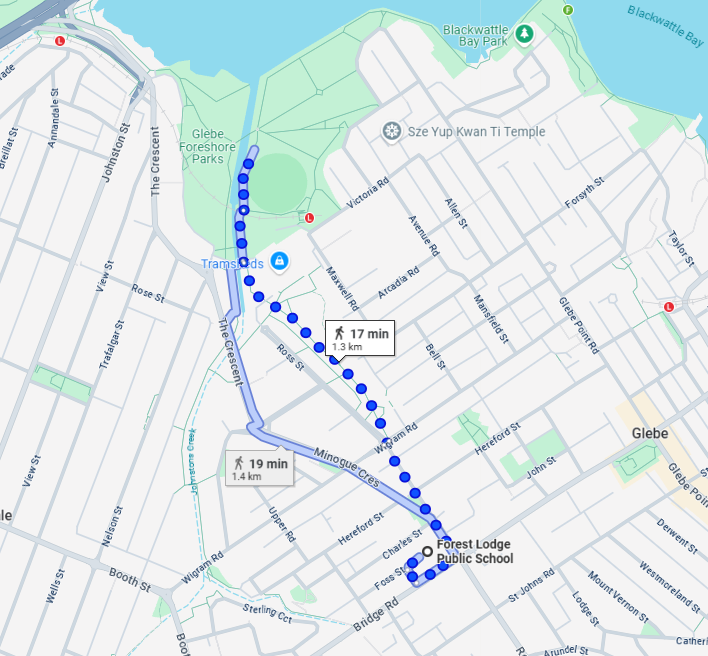 Blackwattle Bay
Blackwattle
Bay Park
Glebe
Foreshore
Parks
Sze Yup Kwan Ti Temple
Annandale St
Johnston St
The Crescent
Victoria Rd
Allen St
Forsyth St
Avenue Rd
Taylor St
Tramsheds
View St
Rose St
Maxwell Rd
Arcadia Rd
Mansfield St
Glebe Point Rd
Trafalgar St
The Crescent
Ross St
17 min
1.3 km
Bell St
Wigram Rd
Hereford St
Glebe
John St
Minogue Cres
19 min
1.4 km
Johnstons Creek
View St
Nelson St
Upper Rd
Hereford St
Charles St
Forest Lodge
Public School
Foss St
Derwent St
Westmoreland St
Mount Vernon St
Lodge St
St Johns Rd
Wigram Rd
Booth St
Wells St
Sterling Cct
Bridge Rd
Arundel St